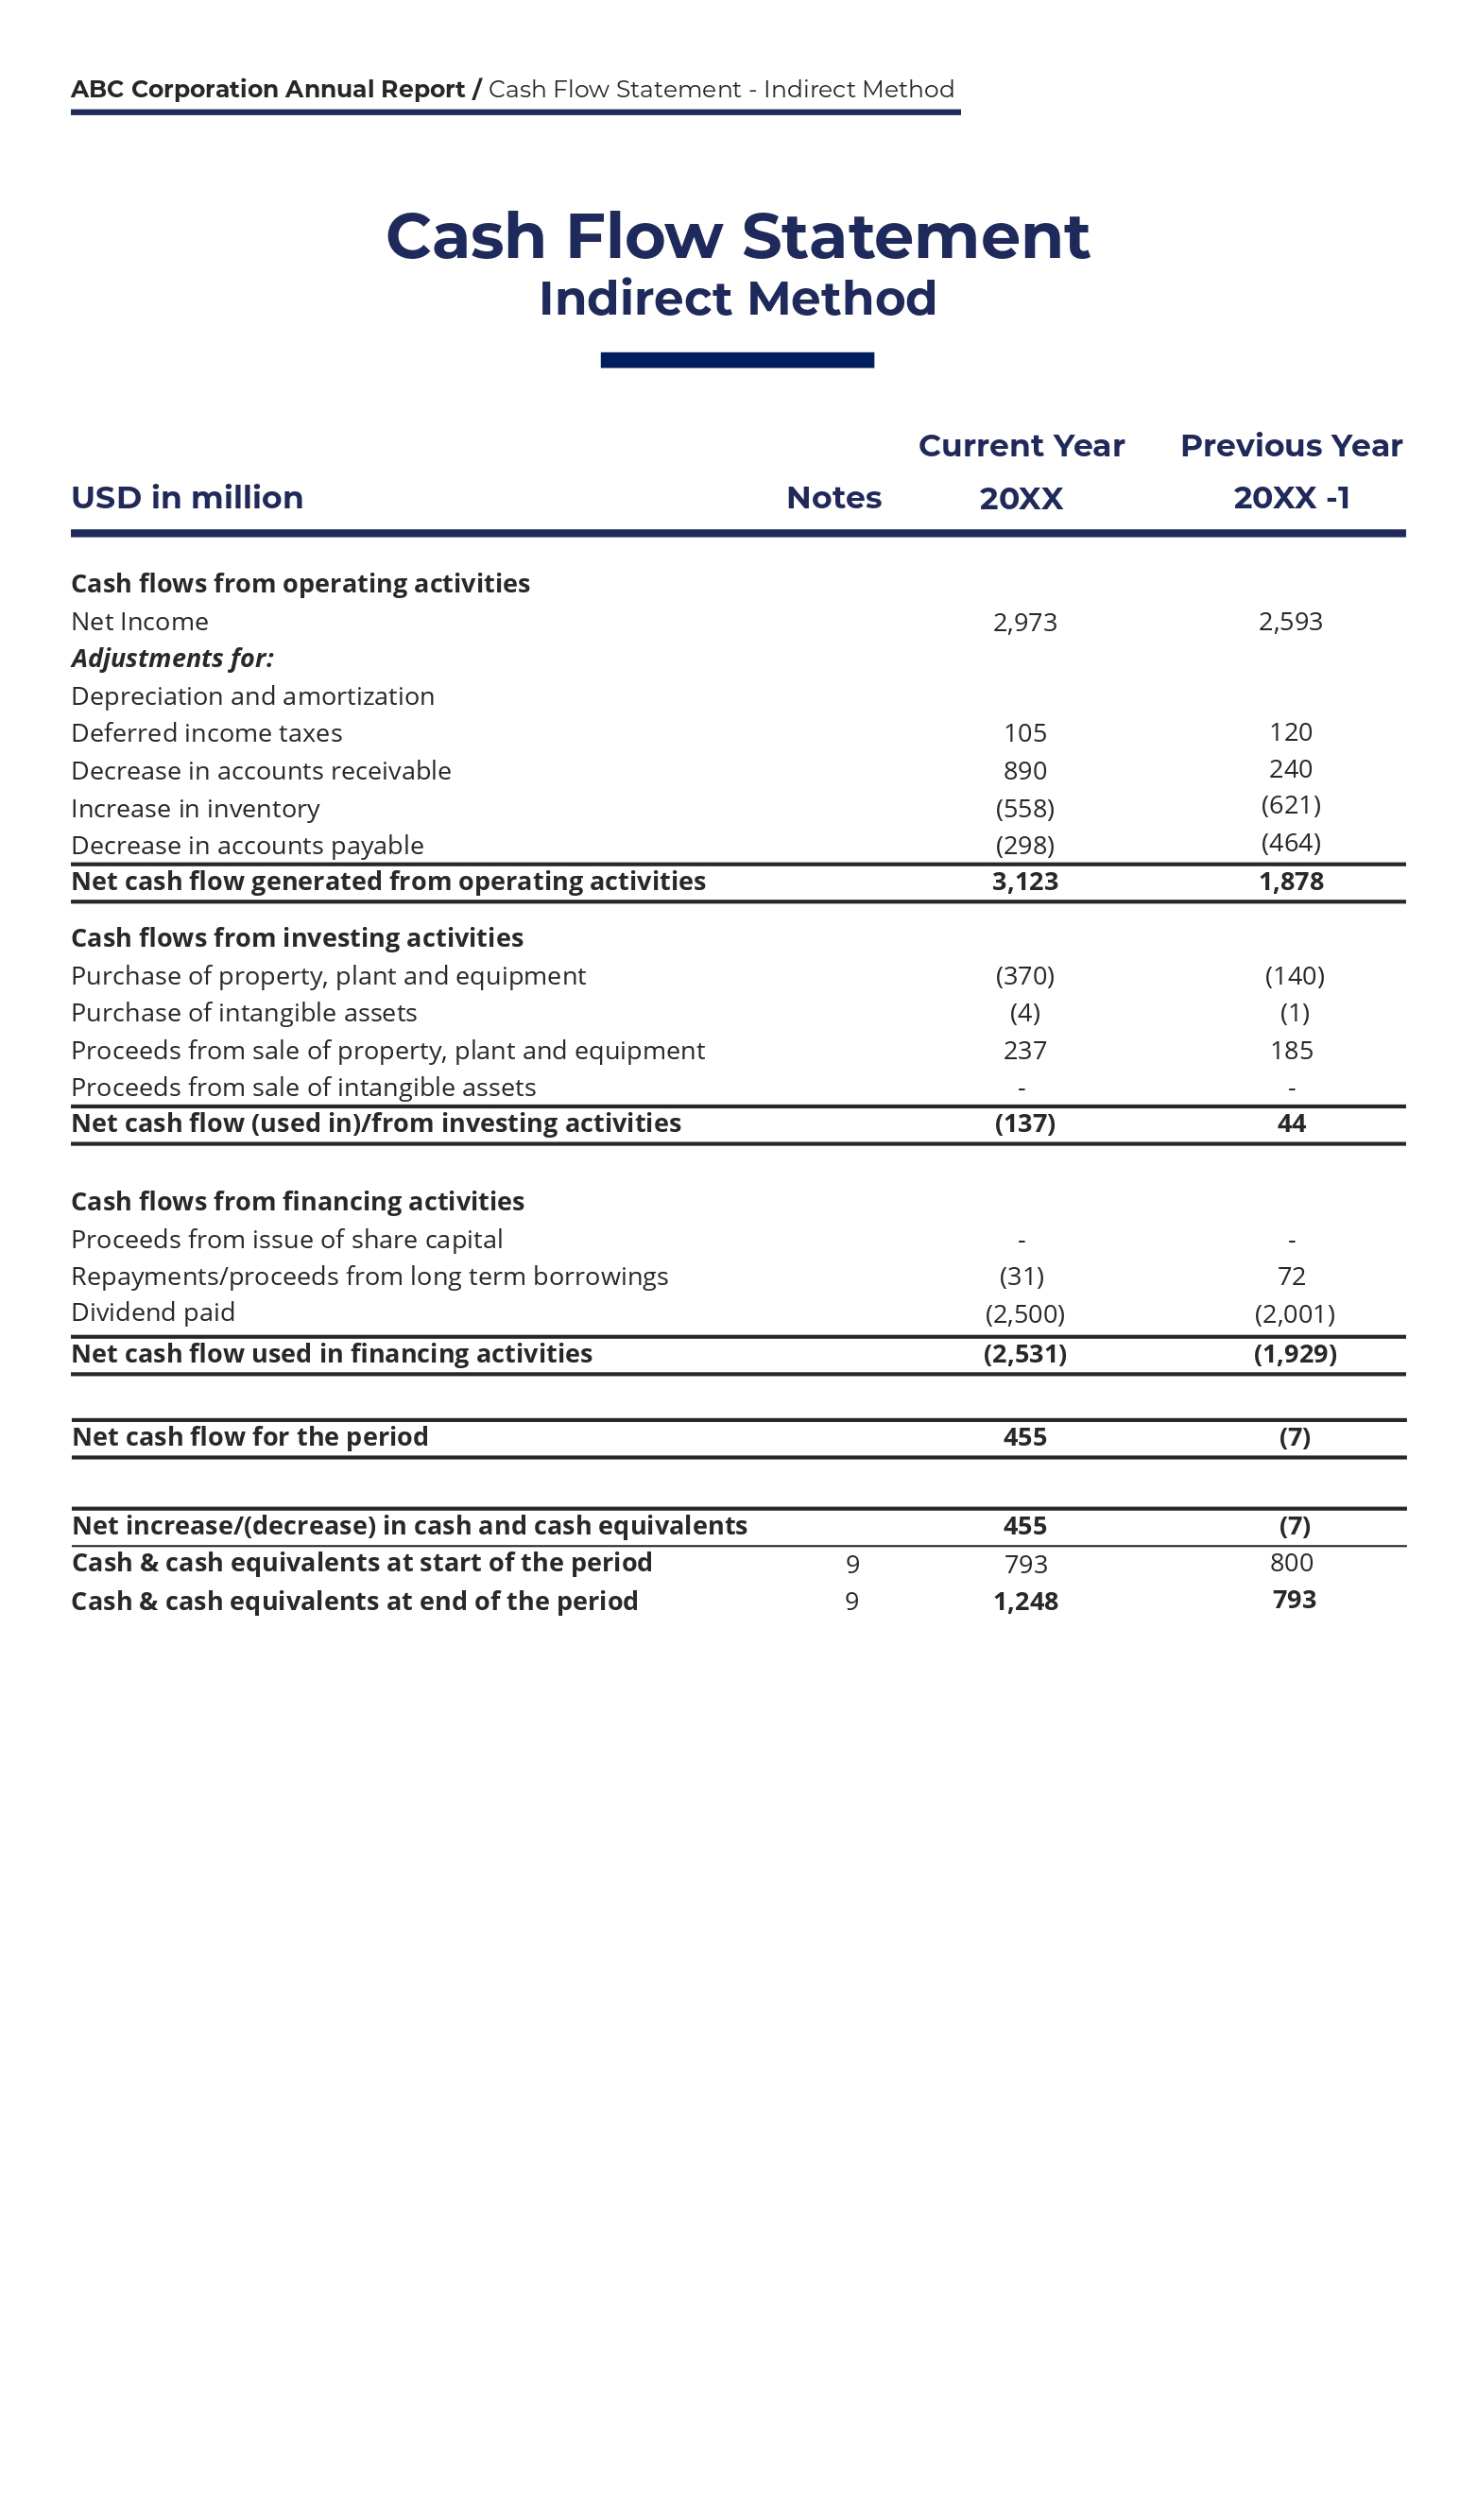 ABC Corporation Annual Report / Cash Flow Statement - Indirect Method
Cash Flow Statement
Indirect Method
Current Year Previous Year
USD in million Notes 20XX 20XX -1
Cash flows from operating activities
Net Income 2,973 2,593
Adjustments for:
Depreciation and amortization
Deferred income taxes 105 120
Decrease in accounts receivable 890 240
Increase in inventory (558) (621)
Decrease in accounts payable (298) (464)
Net cash flow generated from operating activities 3,123 1,878
Cash flows from investing activities
Purchase of property, plant and equipment (370) (140)
Purchase of intangible assets (4) (1)
Proceeds from sale of property, plant and equipment 237 185
Proceeds from sale of intangible assets - -
Net cash flow (used in)/from investing activities (137) 44
Cash flows from financing activities
Proceeds from issue of share capital - -
Repayments/proceeds from long term borrowings (31) 72
Dividend paid (2,500) (2,001)
Net cash flow used in financing activities (2,531) (1,929)
Net cash flow for the period 455 (7)
Net increase/(decrease) in cash and cash equivalents 455 (7)
Cash & cash equivalents at start of the period 9 793 800
Cash & cash equivalents at end of the period 9 1,248 793